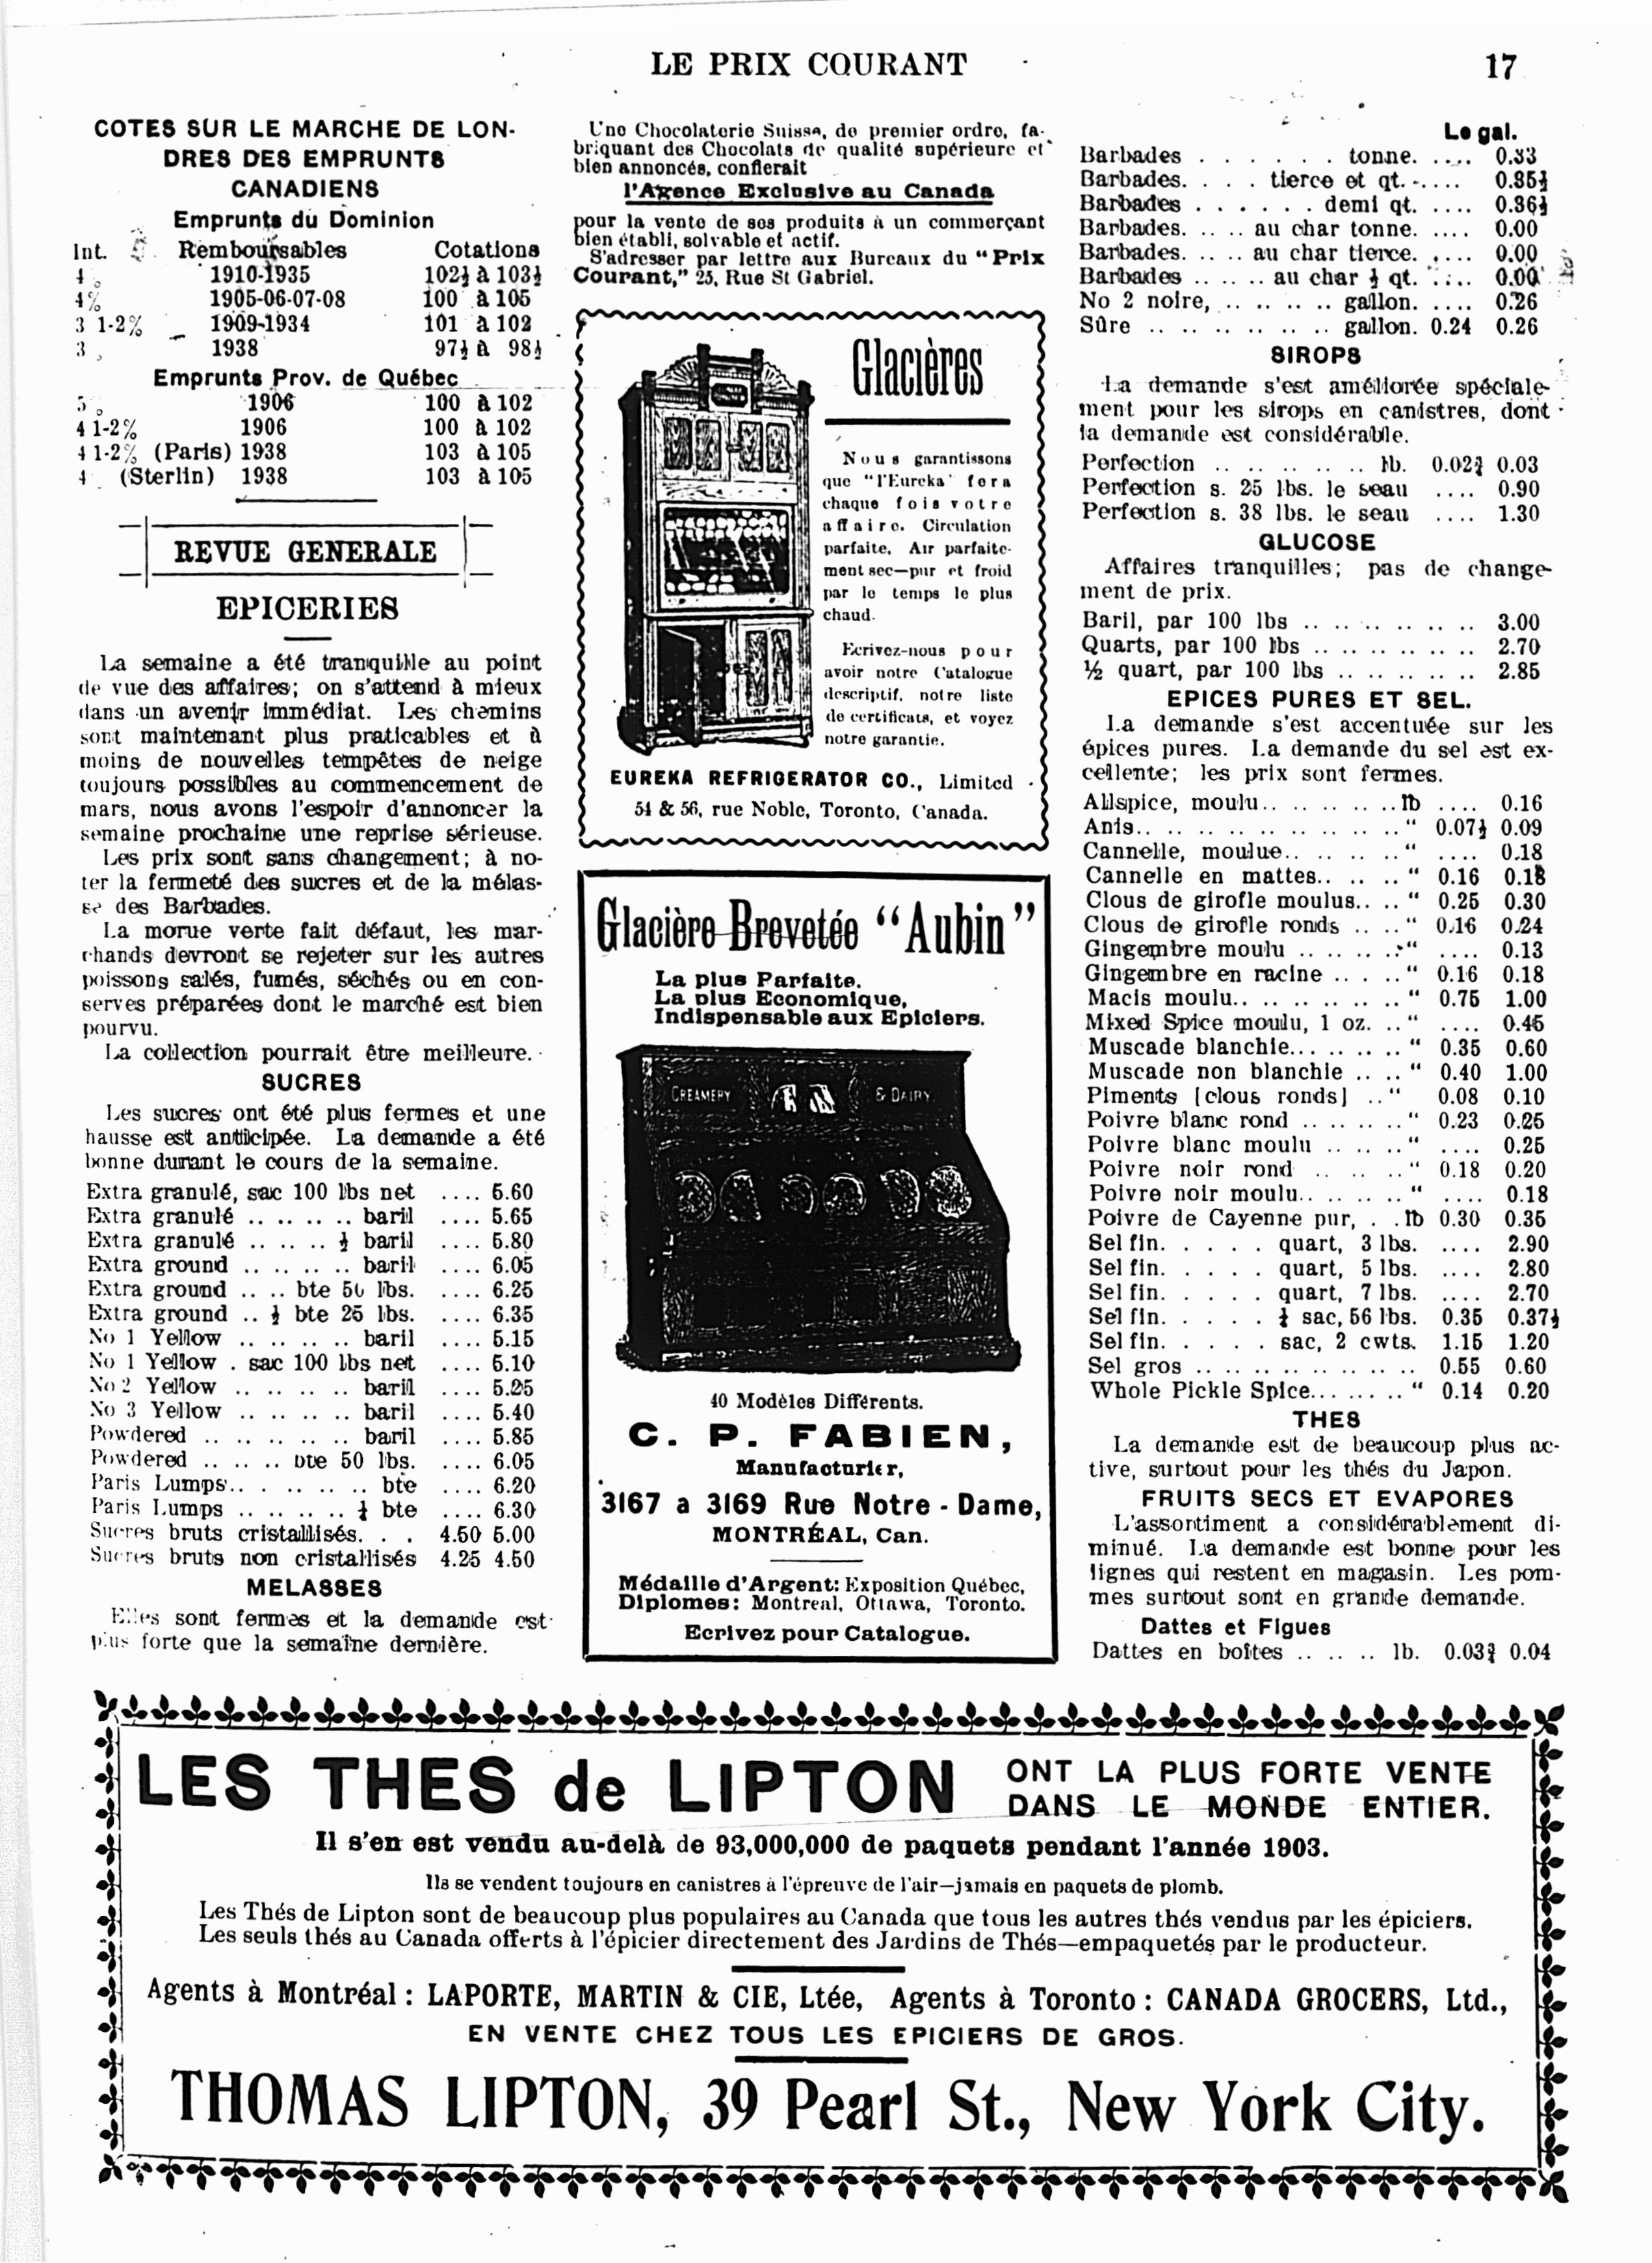 LE PRIX COURANT
17
COTES SUR LE MARCHE DE LON-
DRES DES EMPRUNTS
CANADIENS
Emprunts du Dominion
Int. Remboursables Cotations
4 1910-1935 102½ à 103½
4% 1905-06-07-08 100 à 105
3 1-2% 1909-1934 101 à 102
3 1938 97½ à 98½
Emprunts Prov. de Québec
5 1906 100 à 102
4 1-2% 1906 100 à 102
4 1-2% (Paris) 1938 103 à 105
4 (Sterlin) 1938 103 à 105
REVUE GENERALE
EPICERIES
La semaine a été tranquille au point
de vue des affaires; on s'attend à mieux
dans un avenir immédiat. Les chemins
sont maintenant plus praticables et à
moins de nouvelles tempêtes de neige
toujours possibles au commencement de
mars, nous avons l'espoir d'annoncer la
semaine prochaine une reprise sérieuse.
Les prix sont sans changement; à no-
ter la fermeté des sucres et de la mélas-
se des Barbades.
La morue verte fait défaut, les mar-
chands devront se rejeter sur les autres
poissons salés, fumés, séchés ou en con-
serves préparées dont le marché est bien
pourvu.
La collection pourrait être meilleure.
SUCRES
Les sucres ont été plus fermes et une
hausse est anticipée. La demande a été
bonne durant le cours de la semaine.
Extra granulé, sac 100 lbs net .... 5.60
Extra granulé .. .. .. .. baril .... 5.65
Extra granulé .. .. .. ½ baril .... 5.80
Extra ground .. .. .. .. baril .... 6.05
Extra ground .. .. bte 50 lbs. .... 6.25
Extra ground .. ½ bte 25 lbs. .... 6.35
No 1 Yellow .. .. .. .. baril .... 5.15
No 1 Yellow . sac 100 lbs net .... 5.10
No 2 Yellow .. .. .. .. baril .... 5.25
No 3 Yellow .. .. .. .. baril .... 5.40
Powdered .. .. .. .. .. baril .... 5.85
Powdered .. .. .. bte 50 lbs. .... 6.05
Paris Lumps.. . .. .. .. bte .... 6.20
Paris Lumps .. .. .. .. ½ bte .... 6.30
Sucres bruts cristallisés. . . 4.50 5.00
Sucres bruts non cristallisés 4.25 4.50
MELASSES
Elles sont fermes et la demande est
plus forte que la semaine dernière.
Une Chocolaterie Suisse, de premier ordre, fa-
briquant des Chocolats de qualité supérieure et
bien annoncés, confierait
l'Agence Exclusive au Canada
pour la vente de ses produits à un commerçant
bien établi, solvable et actif.
S'adresser par lettre aux Bureaux du "Prix
Courant," 25, Rue St Gabriel.
Glacières
Nous garantissons
que "l'Eureka" fera
chaque fois votre
affaire. Circulation
parfaite, Air parfaite-
ment sec—pur et froid
par le temps le plus
chaud.
Ecrivez-nous pour
avoir notre Catalogue
descriptif, notre liste
de certificats, et voyez
notre garantie.
EUREKA REFRIGERATOR CO., Limited
54 & 56, rue Noble, Toronto, Canada.
Glacière Brevetée "Aubin"
La plus Parfaite.
La plus Economique,
Indispensable aux Epiciers.
CREAMERY & DAIRY
40 Modèles Différents.
C. P. FABIEN,
Manufacturier,
3167 a 3169 Rue Notre-Dame,
MONTRÉAL, Can.
Médaille d'Argent: Exposition Québec,
Diplomes: Montreal, Ottawa, Toronto.
Ecrivez pour Catalogue.
Le gal.
Barbades . . . . . . tonne. .... 0.33
Barbades. . . . tierce et qt. .... 0.35½
Barbades . . . . . . demi qt. .... 0.36½
Barbades. .. .. au char tonne. .... 0.00
Barbades. .. .. au char tierce. .... 0.00
Barbades .. .. .. au char ½ qt. .... 0.00
No 2 noire, .. .. .. .. gallon. .... 0.26
Sûre .. .. .. .. .. .. gallon. 0.24 0.26
SIROPS
La demande s'est améliorée spéciale-
ment pour les sirops en canistres, dont
la demande est considérable.
Perfection .. .. .. .. .. lb. 0.02¾ 0.03
Perfection s. 25 lbs. le seau .... 0.90
Perfection s. 38 lbs. le seau .... 1.30
GLUCOSE
Affaires tranquilles; pas de change-
ment de prix.
Baril, par 100 lbs .. .. .. .. .. .. 3.00
Quarts, par 100 lbs .. .. .. .. .. .. 2.70
½ quart, par 100 lbs .. .. .. .. .. 2.85
EPICES PURES ET SEL.
La demande s'est accentuée sur les
épices pures. La demande du sel est ex-
cellente; les prix sont fermes.
Allspice, moulu.. .. .. .. ..lb .... 0.16
Anis.. .. .. .. .. .. .. .. .." 0.07½ 0.09
Cannelle, moulue.. .. .. .. .." .... 0.18
Cannelle en mattes.. .. .. .." 0.16 0.18
Clous de girofle moulus.. .. .." 0.25 0.30
Clous de girofle ronds .. .. .." 0.16 0.24
Gingembre moulu .. .. .. .." .... 0.13
Gingembre en racine .. .. .." 0.16 0.18
Macis moulu.. .. .. .. .. .." 0.75 1.00
Mixed Spice moulu, 1 oz. .." .... 0.45
Muscade blanchie.. .. .. .. .." 0.35 0.60
Muscade non blanchie .. .. .." 0.40 1.00
Piments [clous ronds] .." 0.08 0.10
Poivre blanc rond .. .. .. .." 0.23 0.25
Poivre blanc moulu .. .. .." .... 0.25
Poivre noir rond .. .. .. .." 0.18 0.20
Poivre noir moulu.. .. .. .. .." .... 0.18
Poivre de Cayenne pur, . .lb 0.30 0.35
Sel fin. . . . . quart, 3 lbs. .... 2.90
Sel fin. . . . . quart, 5 lbs. .... 2.80
Sel fin. . . . . quart, 7 lbs. .... 2.70
Sel fin. . . . . ¼ sac, 56 lbs. 0.35 0.37½
Sel fin. . . . . sac, 2 cwts. 1.15 1.20
Sel gros .. .. .. .. .. .. .. .. 0.55 0.60
Whole Pickle Spice.. .. .. .." 0.14 0.20
THES
La demande est de beaucoup plus ac-
tive, surtout pour les thés du Japon.
FRUITS SECS ET EVAPORES
L'assortiment a considérablement di-
minué. La demande est bonne pour les
lignes qui restent en magasin. Les pom-
mes surtout sont en grande demande.
Dattes et Figues
Dattes en boîtes .. .. .. lb. 0.03¾ 0.04
LES THES de LIPTON ONT LA PLUS FORTE VENTE
DANS LE MONDE ENTIER.
Il s'en est vendu au-delà de 93,000,000 de paquets pendant l'année 1903.
Ils se vendent toujours en canistres à l'épreuve de l'air—jamais en paquets de plomb.
Les Thés de Lipton sont de beaucoup plus populaires au Canada que tous les autres thés vendus par les épiciers.
Les seuls thés au Canada offerts à l'épicier directement des Jardins de Thés—empaquetés par le producteur.
Agents à Montréal: LAPORTE, MARTIN & CIE, Ltée, Agents à Toronto: CANADA GROCERS, Ltd.,
EN VENTE CHEZ TOUS LES EPICIERS DE GROS.
THOMAS LIPTON, 39 Pearl St., New York City.